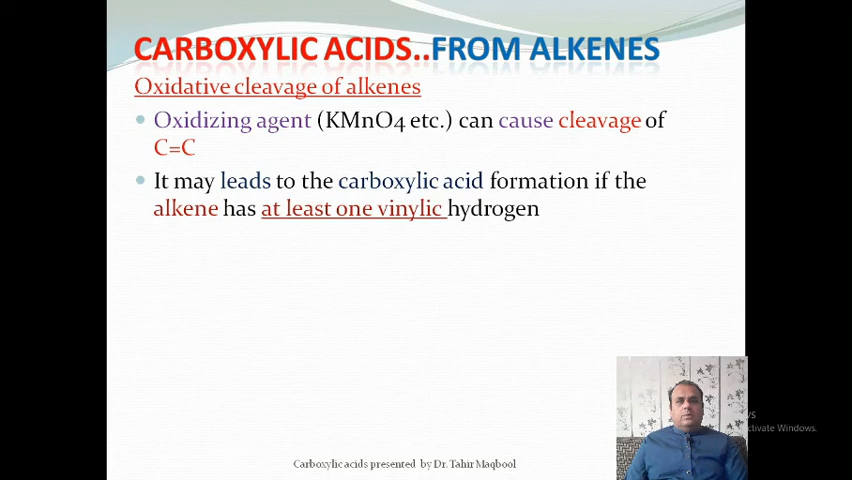 CARBOXYLIC ACIDS..FROM ALKENES
Oxidative cleavage of alkenes
Oxidizing agent (KMnO4 etc.) can cause cleavage of
C=C
It may leads to the carboxylic acid formation if the
alkene has at least one vinylic hydrogen
Carboxylic acids presented by Dr. Tahir Maqbool
ctivate Windows.